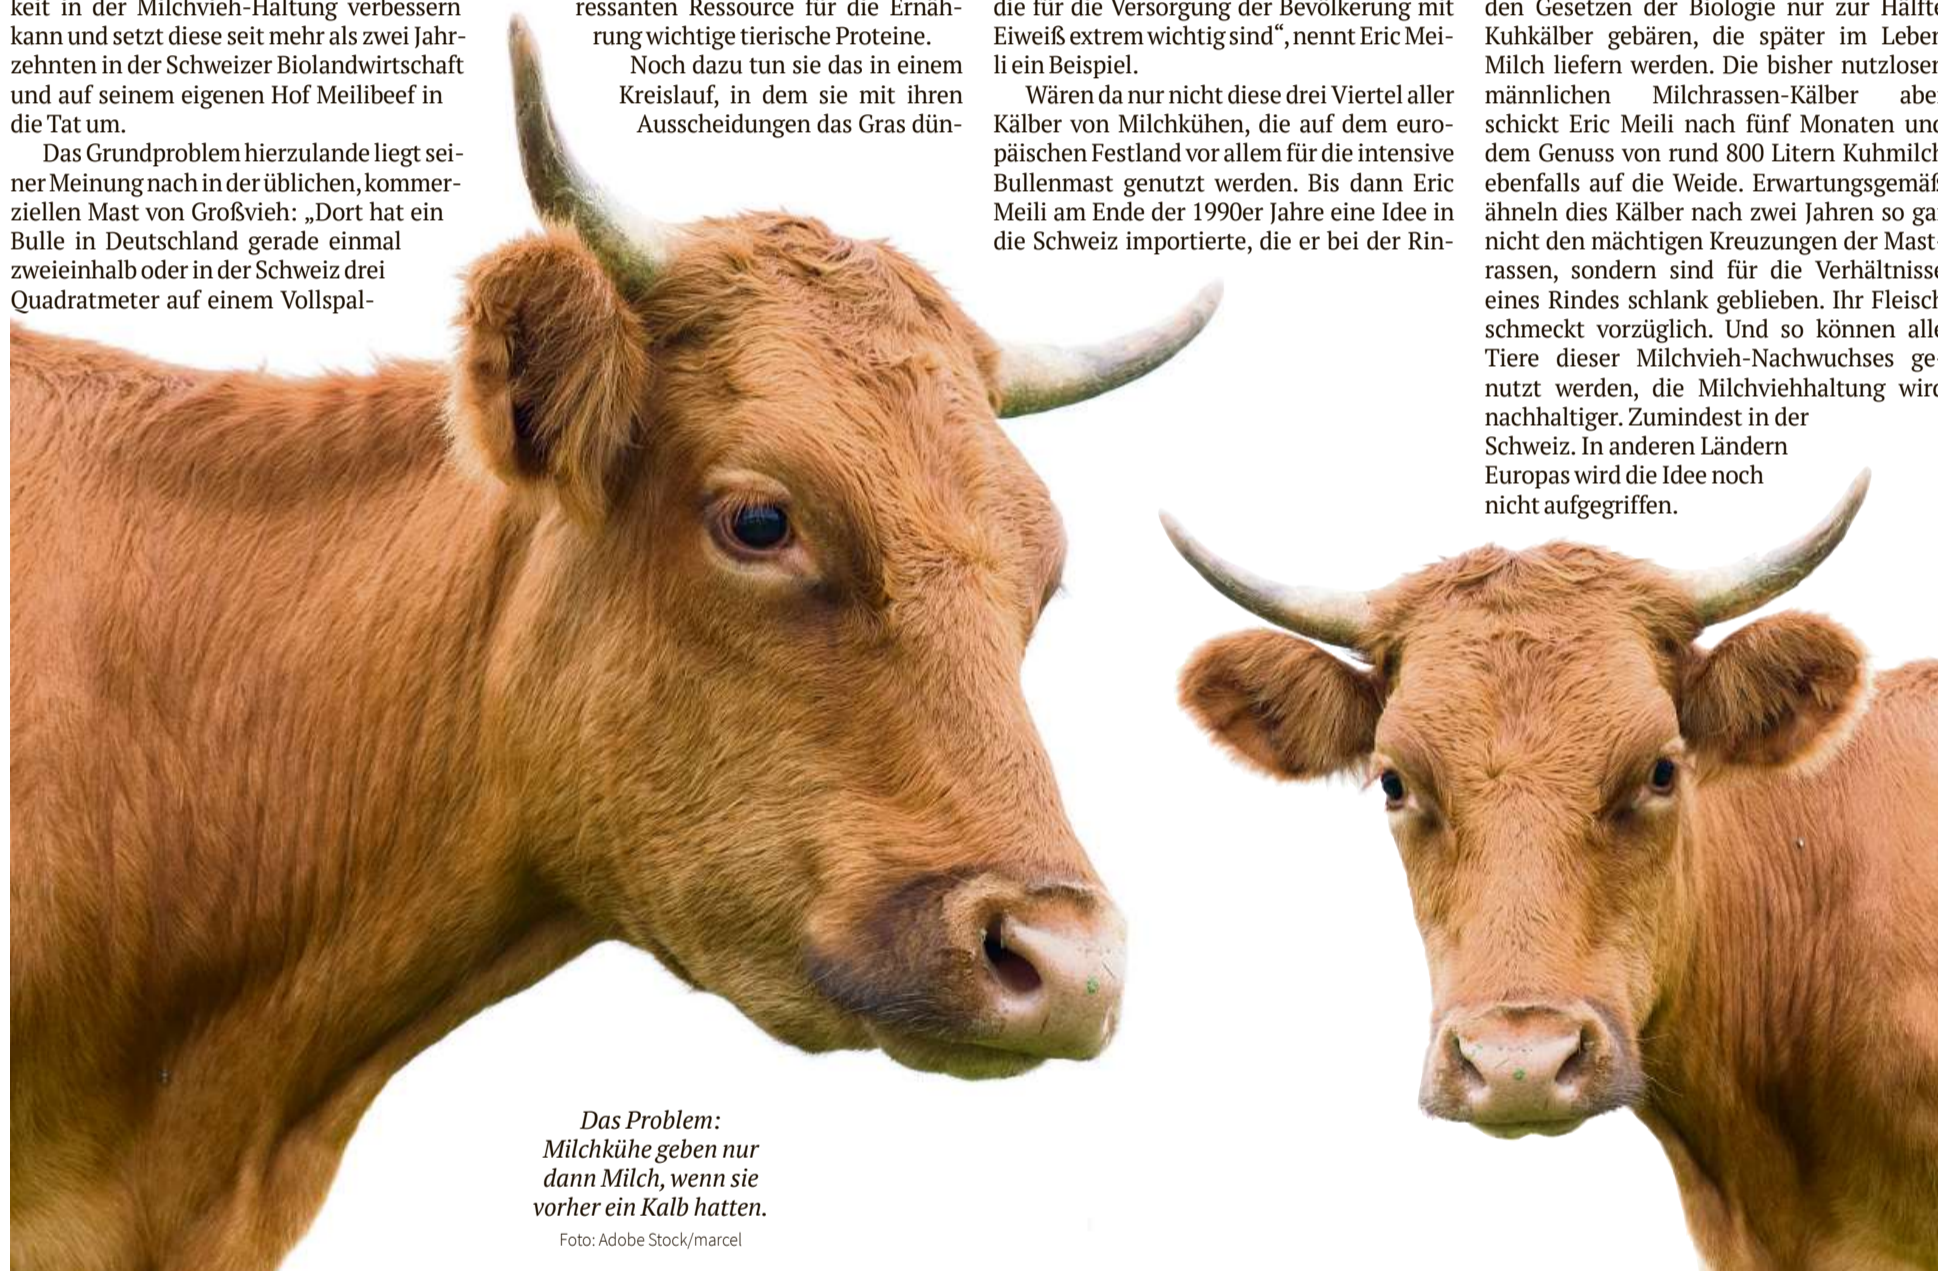 keit in der Milchvieh-Haltung verbessern
kann und setzt diese seit mehr als zwei Jahr-
zehnten in der Schweizer Biolandwirtschaft
und auf seinem eigenen Hof Meilibeef in
die Tat um.
Das Grundproblem hierzulande liegt sei-
ner Meinung nach in der üblichen, kommer-
ziellen Mast von Großvieh: „Dort hat ein
Bulle in Deutschland gerade einmal
zweieinhalb oder in der Schweiz drei
Quadratmeter auf einem Vollspal-
ressanten Ressource für die Ernäh-
rung wichtige tierische Proteine.
Noch dazu tun sie das in einem
Kreislauf, in dem sie mit ihren
Ausscheidungen das Gras dün-
die für die Versorgung der Bevölkerung mit
Eiweiß extrem wichtig sind“, nennt Eric Mei-
li ein Beispiel.
Wären da nur nicht diese drei Viertel aller
Kälber von Milchkühen, die auf dem euro-
päischen Festland vor allem für die intensive
Bullenmast genutzt werden. Bis dann Eric
Meili am Ende der 1990er Jahre eine Idee in
die Schweiz importierte, die er bei der Rin-
den Gesetzen der Biologie nur zur Hälfte
Kuhkälber gebären, die später im Leben
Milch liefern werden. Die bisher nutzlosen
männlichen Milchrassen-Kälber aber
schickt Eric Meili nach fünf Monaten und
dem Genuss von rund 800 Litern Kuhmilch
ebenfalls auf die Weide. Erwartungsgemäß
ähneln dies Kälber nach zwei Jahren so gar
nicht den mächtigen Kreuzungen der Mast-
rassen, sondern sind für die Verhältnisse
eines Rindes schlank geblieben. Ihr Fleisch
schmeckt vorzüglich. Und so können alle
Tiere dieser Milchvieh-Nachwuchses ge-
nutzt werden, die Milchviehhaltung wird
nachhaltiger. Zumindest in der
Schweiz. In anderen Ländern
Europas wird die Idee noch
nicht aufgegriffen.
Das Problem:
Milchkühe geben nur
dann Milch, wenn sie
vorher ein Kalb hatten.
Foto: Adobe Stock/marcel